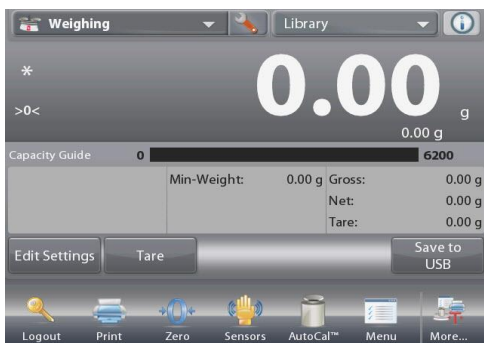 Weighing Library
*
>0<
0.00 g
0.00 g
Capacity Guide 0 6200
Min-Weight: 0.00 g Gross: 0.00 g
Net: 0.00 g
Tare: 0.00 g
Edit Settings Tare Save to
USB
Logout Print Zero Sensors AutoCal™ Menu More...